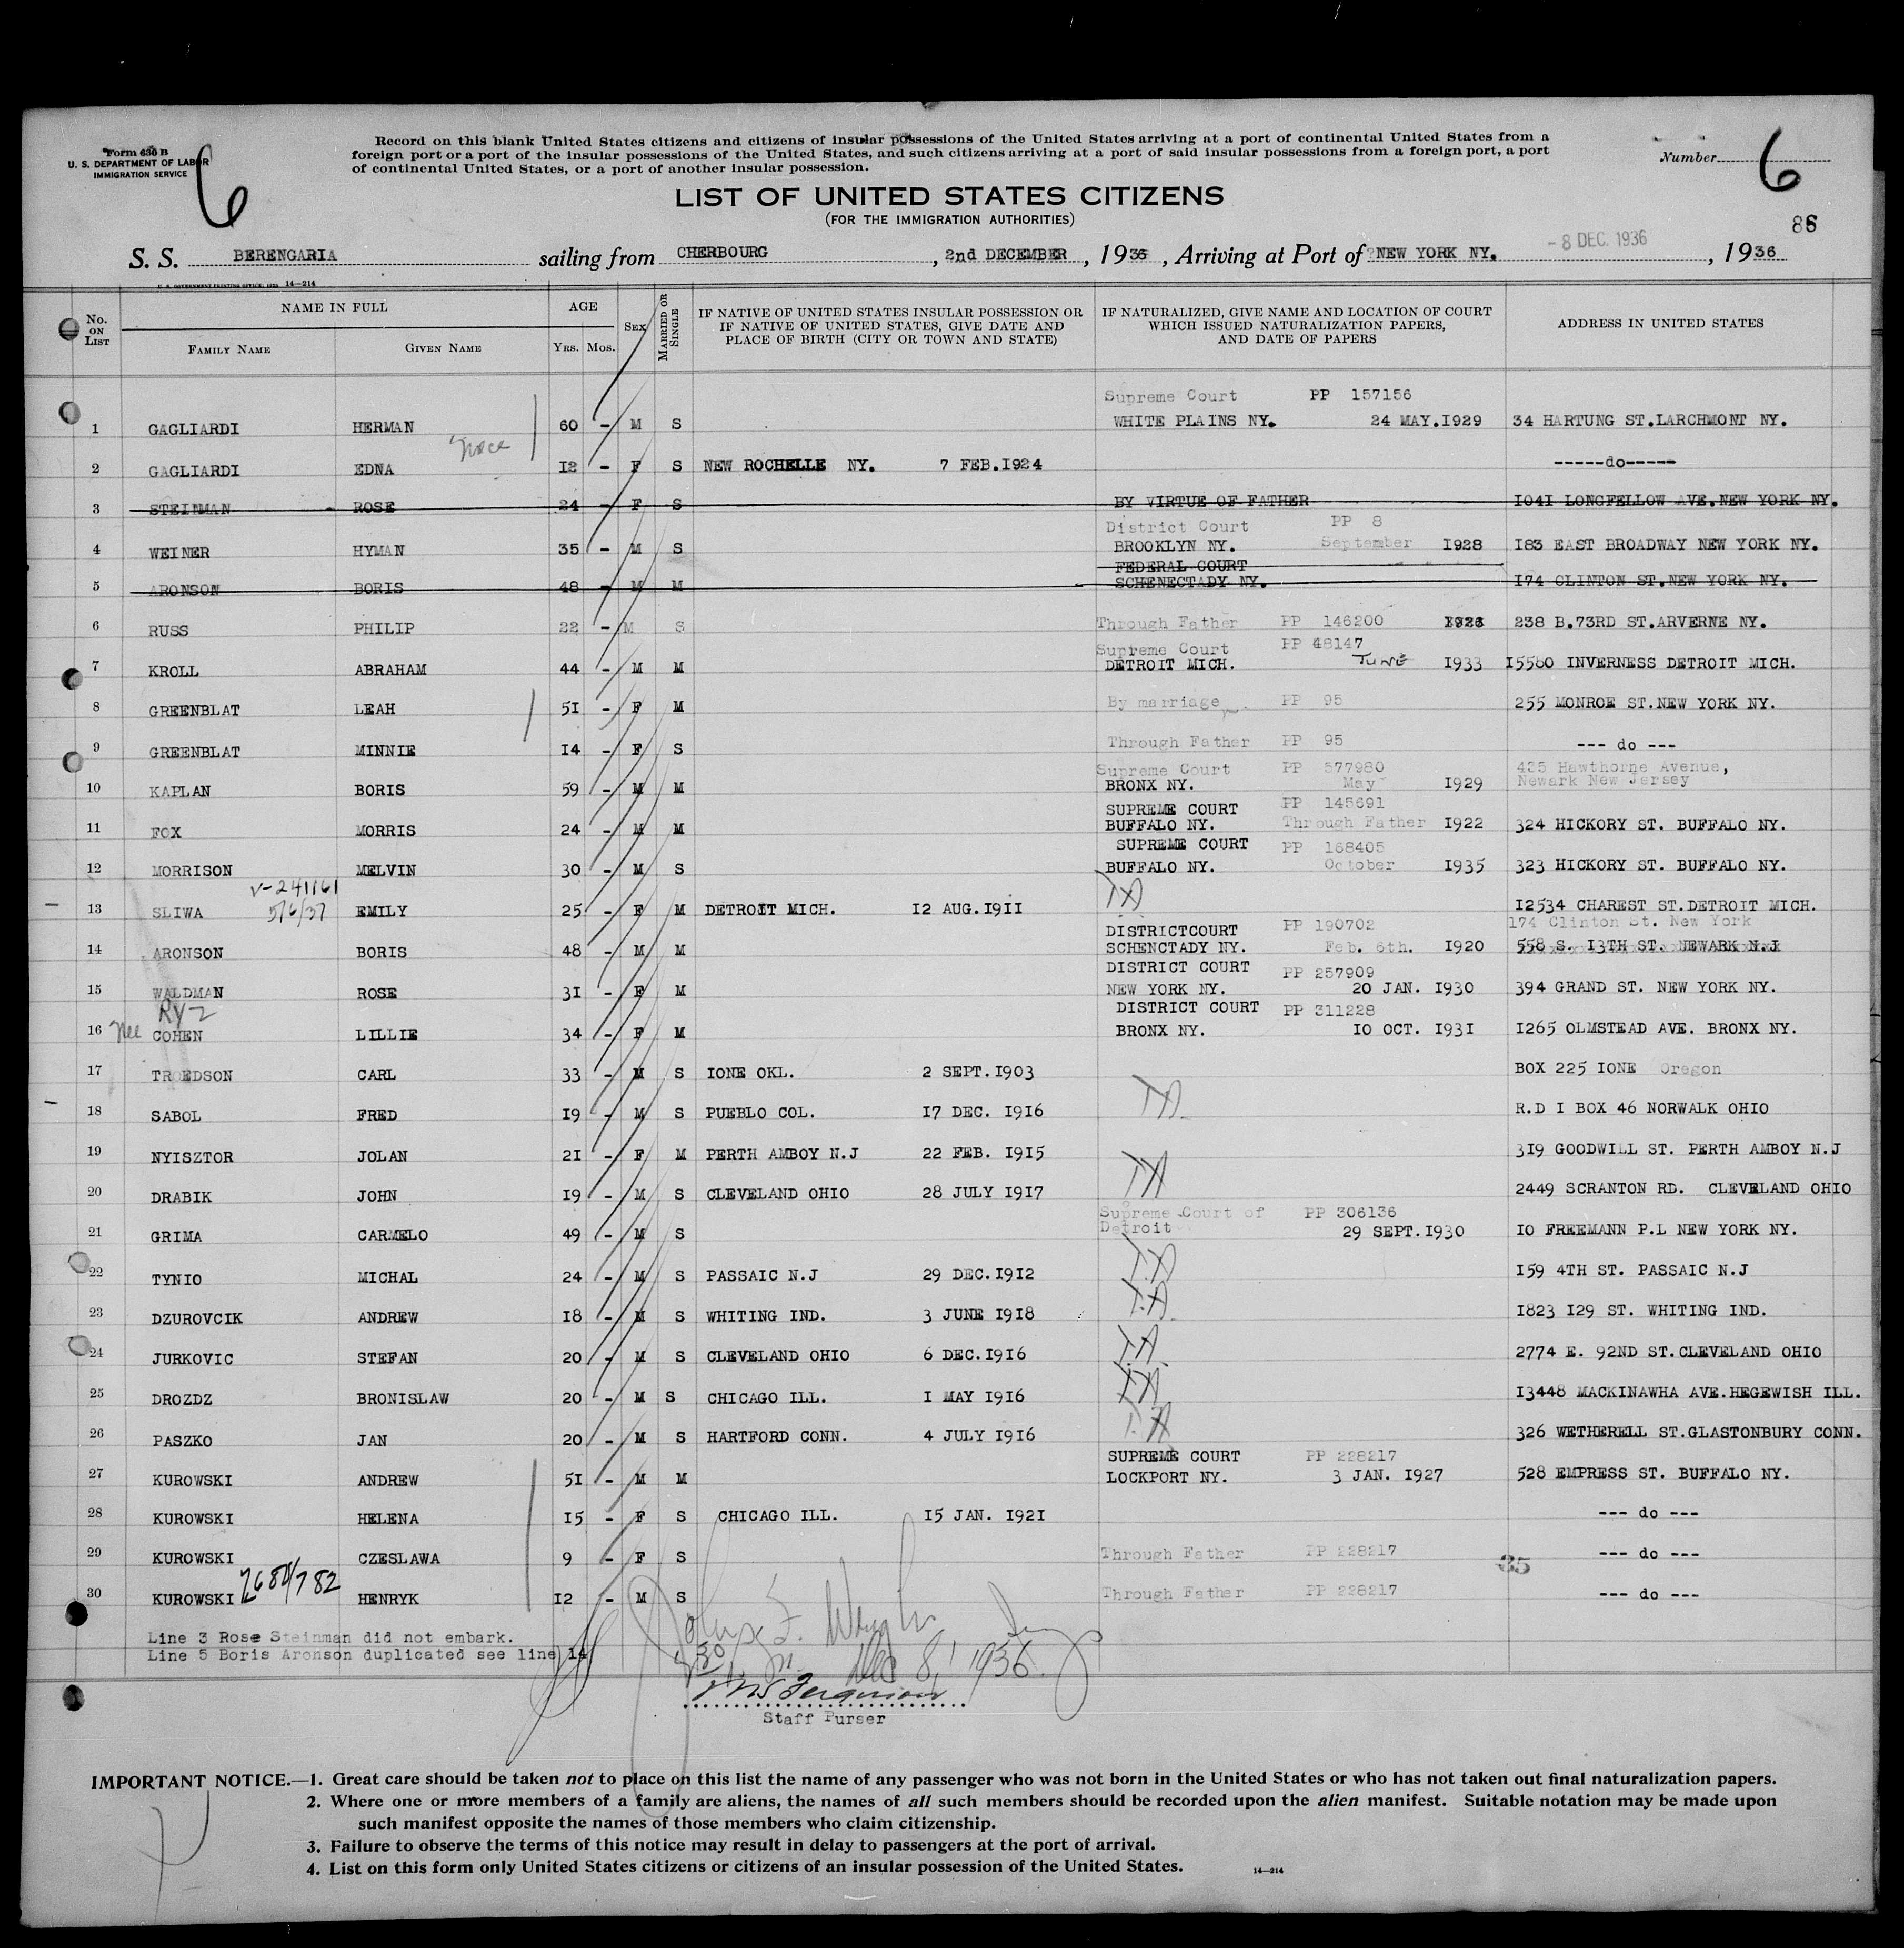 Form 630 B
U. S. DEPARTMENT OF LABOR
IMMIGRATION SERVICE
6
Record on this blank United States citizens and citizens of insular possessions of the United States arriving at a port of continental United States from a
foreign port or a port of the insular possessions of the United States, and such citizens arriving at a port of said insular possessions from a foreign port, a port
of continental United States, or a port of another insular possession.
Number 6
LIST OF UNITED STATES CITIZENS
(FOR THE IMMIGRATION AUTHORITIES)
S. S. BERENGARIA sailing from CHERBOURG, 2nd DECEMBER, 1936, Arriving at Port of NEW YORK NY. -8 DEC. 1936, 1936
U. S. GOVERNMENT PRINTING OFFICE 14-214
No. ON LIST
NAME IN FULL
FAMILY NAME GIVEN NAME
AGE
YRS. MOS.
SEX
MARRIED OR SINGLE
IF NATIVE OF UNITED STATES INSULAR POSSESSION OR
IF NATIVE OF UNITED STATES, GIVE DATE AND
PLACE OF BIRTH (CITY OR TOWN AND STATE)
IF NATURALIZED, GIVE NAME AND LOCATION OF COURT
WHICH ISSUED NATURALIZATION PAPERS,
AND DATE OF PAPERS
ADDRESS IN UNITED STATES
Supreme Court PP 157156
1 GAGLIARDI HERMAN 60 - M S WHITE PLAINS NY. 24 MAY.1929 34 HARTUNG ST.LARCHMONT NY.
2 GAGLIARDI EDNA 12 - F S NEW ROCHELLE NY. 7 FEB.1924 -----do-----
3 STEINMAN ROSE 24 - F S BY VIRTUE OF FATHER 1041 LONGFELLOW AVE.NEW YORK NY.
District Court PP 8
4 WEINER HYMAN 35 - M S BROOKLYN NY. September 1928 183 EAST BROADWAY NEW YORK NY.
FEDERAL COURT
5 ARONSON BORIS 48 - M M SCHENECTADY NY. 174 CLINTON ST.NEW YORK NY.
6 RUSS PHILIP 22 - M S Through Father PP 146200 238 B.73RD ST.ARVERNE NY.
Supreme Court PP 48147
7 KROLL ABRAHAM 44 - M M DETROIT MICH. JUNE 1933 15580 INVERNESS DETROIT MICH.
8 GREENBLAT LEAH 51 - F M By marriage PP 95 255 MONROE ST.NEW YORK NY.
9 GREENBLAT MINNIE 14 - F S Through Father PP 95 --- do ---
Supreme Court PP 577980 425 Hawthorne Avenue,
10 KAPLAN BORIS 59 - M M BRONX NY. May 1929 Newark New Jersey
SUPREME COURT PP 145691
11 FOX MORRIS 24 - M M BUFFALO NY. Through Father 1922 324 HICKORY ST. BUFFALO NY.
SUPREME COURT PP 168405
12 MORRISON MELVIN 30 - M S BUFFALO NY. October 1935 323 HICKORY ST. BUFFALO NY.
V-241161
13 SLIWA 5/6/37 EMILY 25 - F M DETROIT MICH. 12 AUG.1911 12534 CHAREST ST.DETROIT MICH.
DISTRICTCOURT PP 190702 174 Clinton St. New York
14 ARONSON BORIS 48 - M M SCHENCTADY NY. Feb. 6th. 1920 558 S. 13TH ST. NEWARK N.J
DISTRICT COURT PP 257909
15 WALDMAN ROSE 31 - F M NEW YORK NY. 20 JAN. 1930 394 GRAND ST. NEW YORK NY.
DISTRICT COURT PP 311228
16 nee COHEN LILLIE 34 - F M BRONX NY. 10 OCT. 1931 1265 OLMSTEAD AVE. BRONX NY.
17 TROEDSON CARL 33 - M S IONE OKL. 2 SEPT.1903 BOX 225 IONE Oregon
18 SABOL FRED 19 - M S PUEBLO COL. 17 DEC. 1916 R.D I BOX 46 NORWALK OHIO
19 NYISZTOR JOLAN 21 - F M PERTH AMBOY N.J 22 FEB. 1915 319 GOODWILL ST. PERTH AMBOY N.J
20 DRABIK JOHN 19 - M S CLEVELAND OHIO 28 JULY 1917 2449 SCRANTON RD. CLEVELAND OHIO
Supreme Court of PP 306136
21 GRIMA CARMELO 49 - M S Detroit 29 SEPT.1930 10 FREEMANN P.L NEW YORK NY.
22 TYNIO MICHAL 24 - M S PASSAIC N.J 29 DEC.1912 159 4TH ST. PASSAIC N.J
23 DZUROVCIK ANDREW 18 - M S WHITING IND. 3 JUNE 1918 1823 129 ST. WHITING IND.
24 JURKOVIC STEFAN 20 - M S CLEVELAND OHIO 6 DEC.1916 2774 E. 92ND ST.CLEVELAND OHIO
25 DROZDZ BRONISLAW 20 - M S CHICAGO ILL. 1 MAY 1916 13448 MACKINAWHA AVE.HEGEWISH ILL.
26 PASZKO JAN 20 - M S HARTFORD CONN. 4 JULY 1916 326 WETHERELL ST.GLASTONBURY CONN.
SUPREME COURT PP 228217
27 KUROWSKI ANDREW 51 - M M LOCKPORT NY. 3 JAN. 1927 528 EMPRESS ST. BUFFALO NY.
28 KUROWSKI HELENA 15 - F S CHICAGO ILL. 15 JAN. 1921 --- do ---
29 KUROWSKI CZESLAWA 9 - F S Through Father PP 228217 --- do ---
35
30 KUROWSKI HENRYK 12 - M S Through Father PP 228217 --- do ---
Line 3 Rose Steinman did not embark.
Line 5 Boris Aronson duplicated see line 14
Dec 8, 1936.
Staff Purser
IMPORTANT NOTICE.—1. Great care should be taken not to place on this list the name of any passenger who was not born in the United States or who has not taken out final naturalization papers.
2. Where one or more members of a family are aliens, the names of all such members should be recorded upon the alien manifest. Suitable notation may be made upon
such manifest opposite the names of those members who claim citizenship.
3. Failure to observe the terms of this notice may result in delay to passengers at the port of arrival.
4. List on this form only United States citizens or citizens of an insular possession of the United States. 14-214